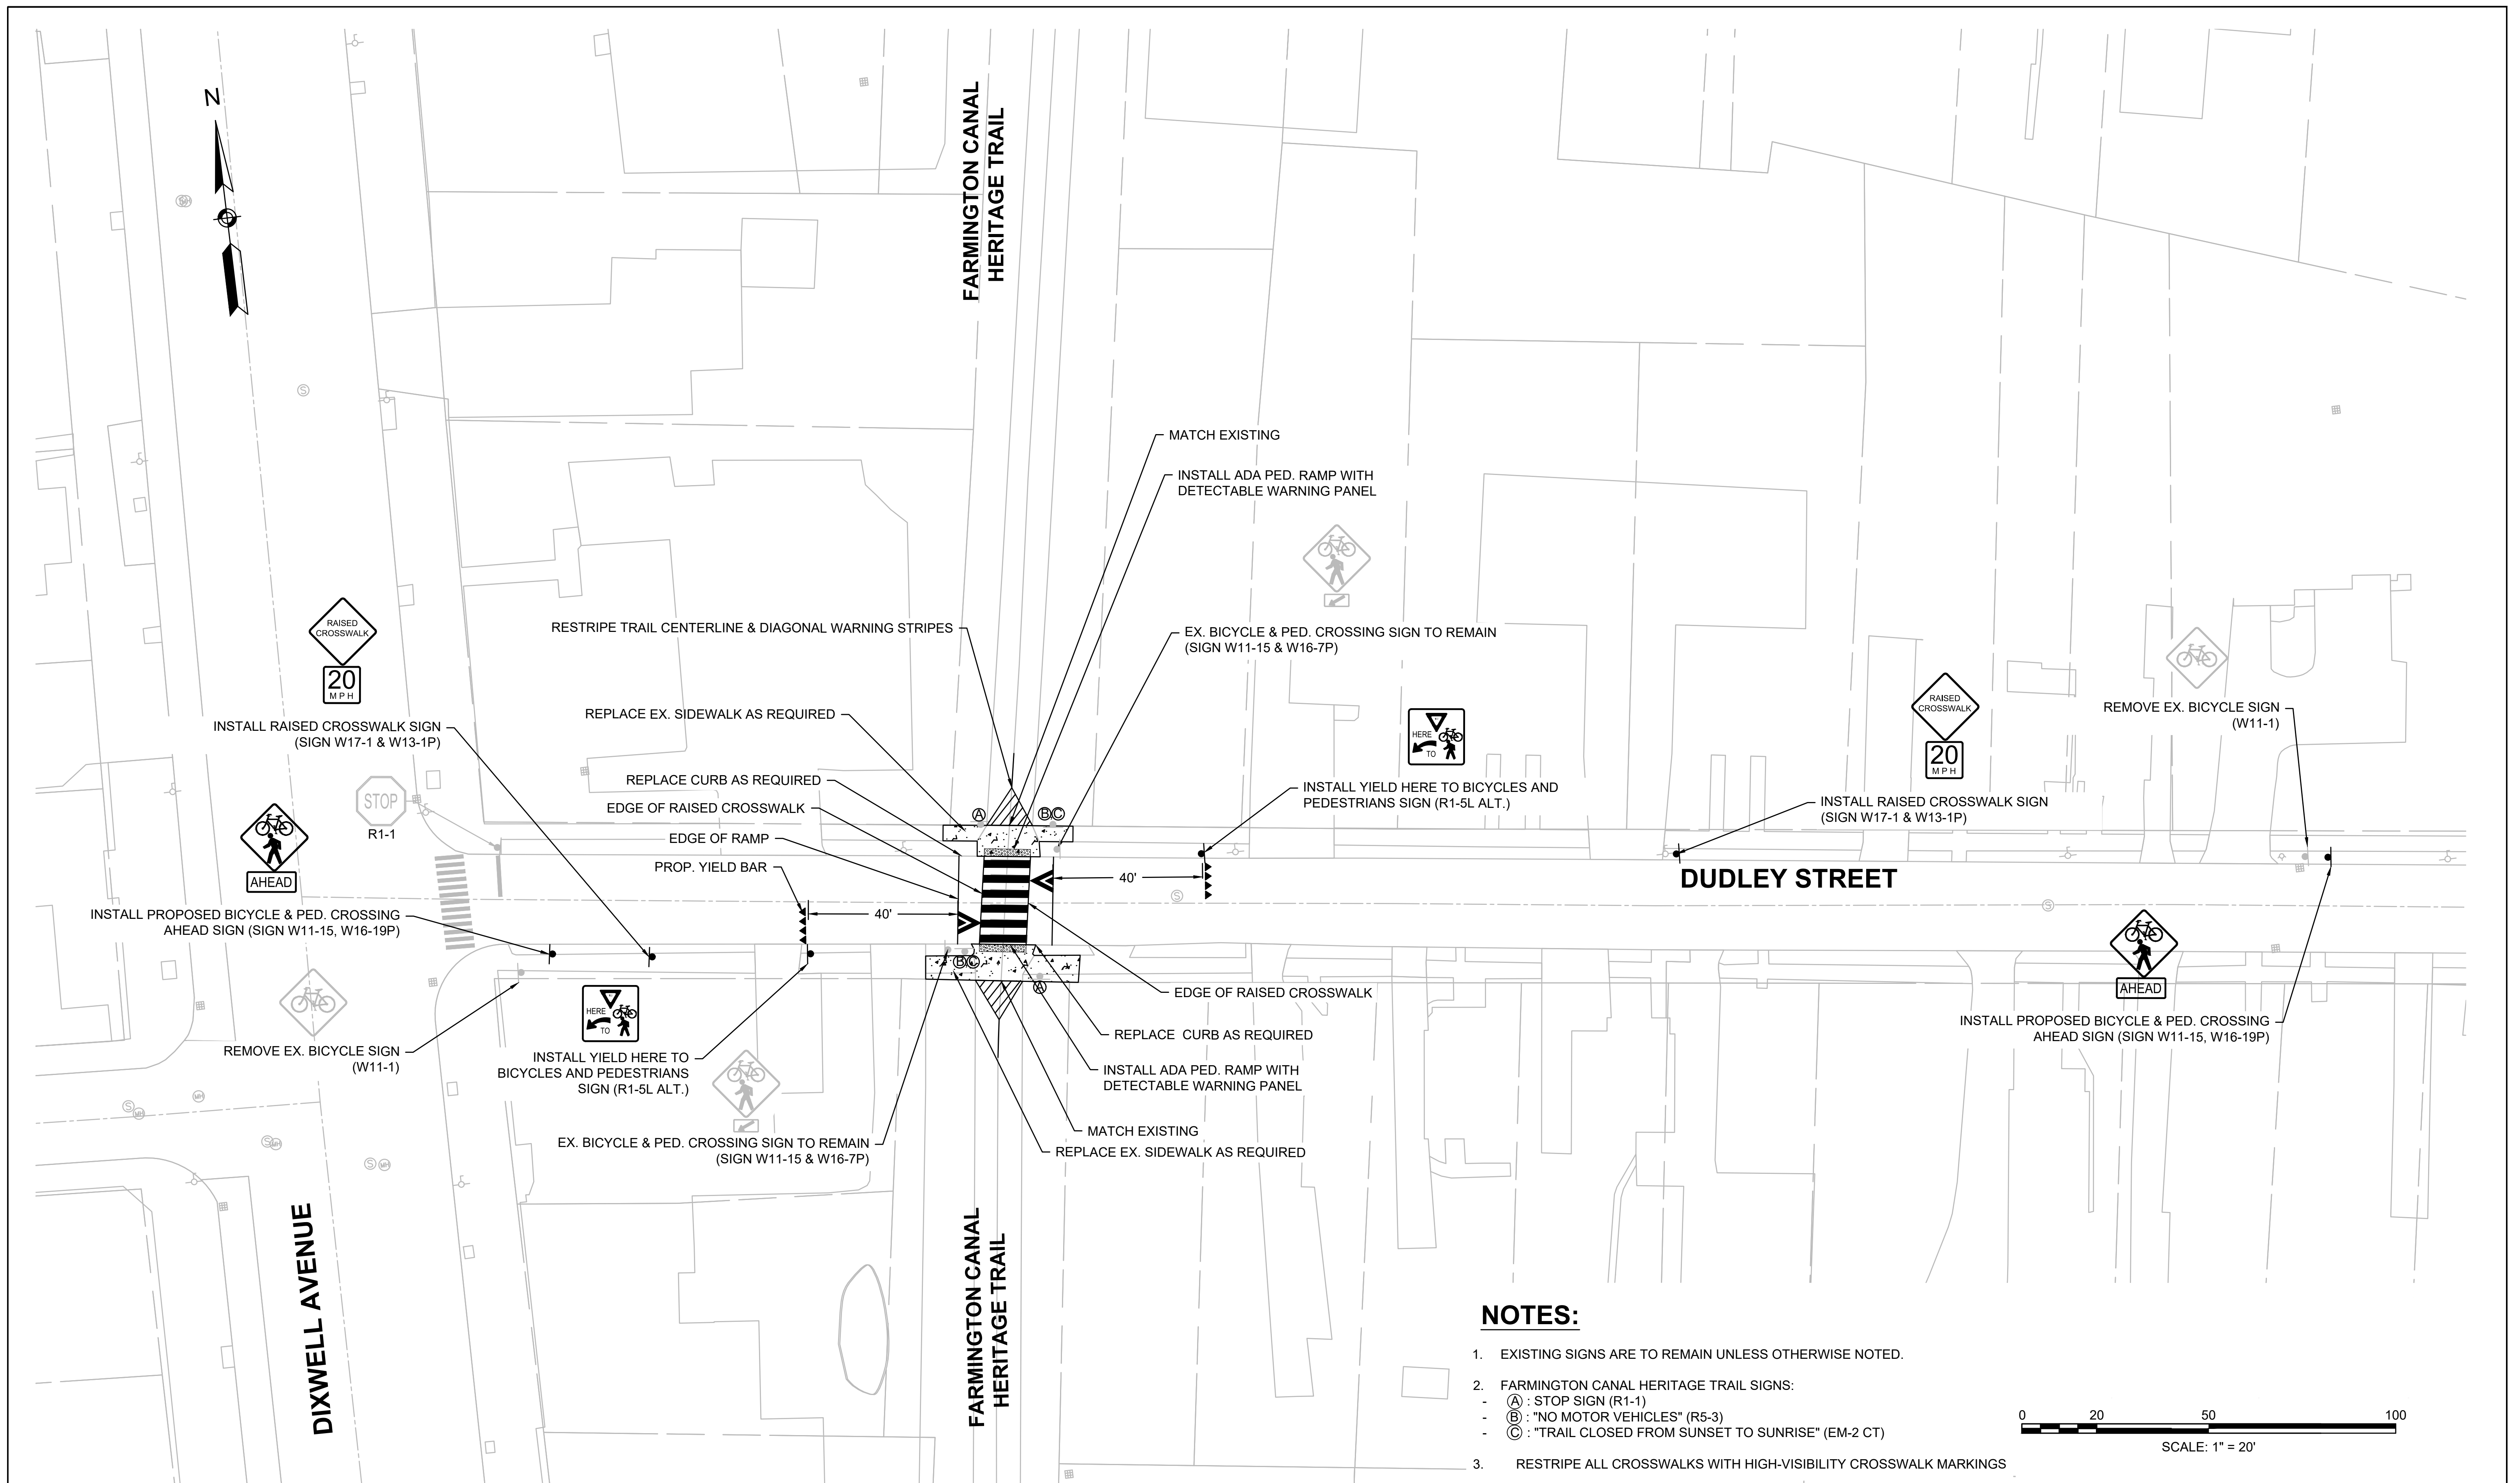 N
FARMINGTON CANAL
HERITAGE TRAIL
MATCH EXISTING
INSTALL ADA PED. RAMP WITH
DETECTABLE WARNING PANEL
RESTRIPE TRAIL CENTERLINE & DIAGONAL WARNING STRIPES
EX. BICYCLE & PED. CROSSING SIGN TO REMAIN
(SIGN W11-15 & W16-7P)
RAISED
CROSSWALK
20
MPH
INSTALL RAISED CROSSWALK SIGN
(SIGN W17-1 & W13-1P)
REPLACE EX. SIDEWALK AS REQUIRED
REPLACE CURB AS REQUIRED
EDGE OF RAISED CROSSWALK
EDGE OF RAMP
PROP. YIELD BAR
STOP
R1-1
AHEAD
INSTALL PROPOSED BICYCLE & PED. CROSSING
AHEAD SIGN (SIGN W11-15, W16-19P)
HERE
TO
INSTALL YIELD HERE TO BICYCLES AND
PEDESTRIANS SIGN (R1-5L ALT.)
RAISED
CROSSWALK
20
MPH
INSTALL RAISED CROSSWALK SIGN
(SIGN W17-1 & W13-1P)
REMOVE EX. BICYCLE SIGN
(W11-1)
A
B C
40'
40'
DUDLEY STREET
B C
A
S
S
S
S
S
S
S
MH
MH
MH
MH
REMOVE EX. BICYCLE SIGN
(W11-1)
HERE
TO
INSTALL YIELD HERE TO
BICYCLES AND PEDESTRIANS
SIGN (R1-5L ALT.)
EX. BICYCLE & PED. CROSSING SIGN TO REMAIN
(SIGN W11-15 & W16-7P)
EDGE OF RAISED CROSSWALK
REPLACE CURB AS REQUIRED
INSTALL ADA PED. RAMP WITH
DETECTABLE WARNING PANEL
MATCH EXISTING
REPLACE EX. SIDEWALK AS REQUIRED
AHEAD
INSTALL PROPOSED BICYCLE & PED. CROSSING
AHEAD SIGN (SIGN W11-15, W16-19P)
DIXWELL AVENUE
FARMINGTON CANAL
HERITAGE TRAIL
NOTES:
1. EXISTING SIGNS ARE TO REMAIN UNLESS OTHERWISE NOTED.
2. FARMINGTON CANAL HERITAGE TRAIL SIGNS:
- A : STOP SIGN (R1-1)
- B : "NO MOTOR VEHICLES" (R5-3)
- C : "TRAIL CLOSED FROM SUNSET TO SUNRISE" (EM-2 CT)
3. RESTRIPE ALL CROSSWALKS WITH HIGH-VISIBILITY CROSSWALK MARKINGS
0 20 50 100
SCALE: 1" = 20'